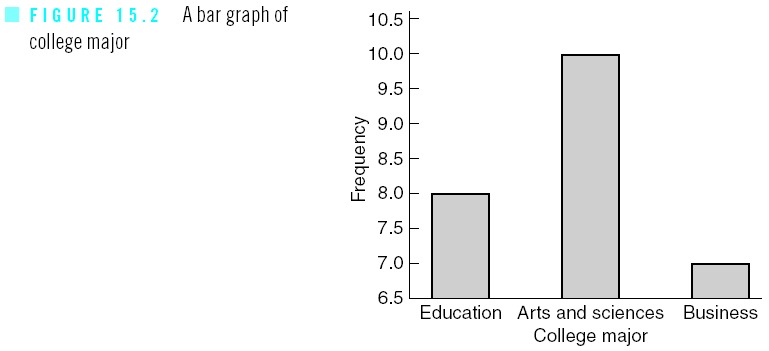 FIGURE 15.2 A bar graph of
college major
10.5
10.0
9.5
9.0
8.5
8.0
7.5
7.0
6.5
Frequency
Education Arts and sciences Business
College major